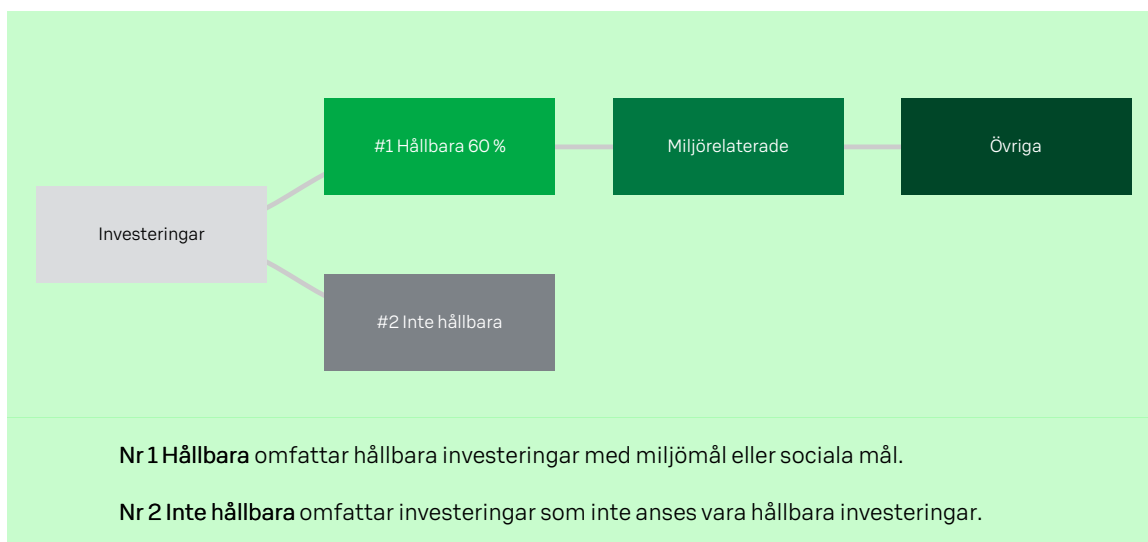 #1 Hållbara 60 %
Miljörelaterade
Övriga
Investeringar
#2 Inte hållbara
Nr 1 Hållbara omfattar hållbara investeringar med miljömål eller sociala mål.
Nr 2 Inte hållbara omfattar investeringar som inte anses vara hållbara investeringar.